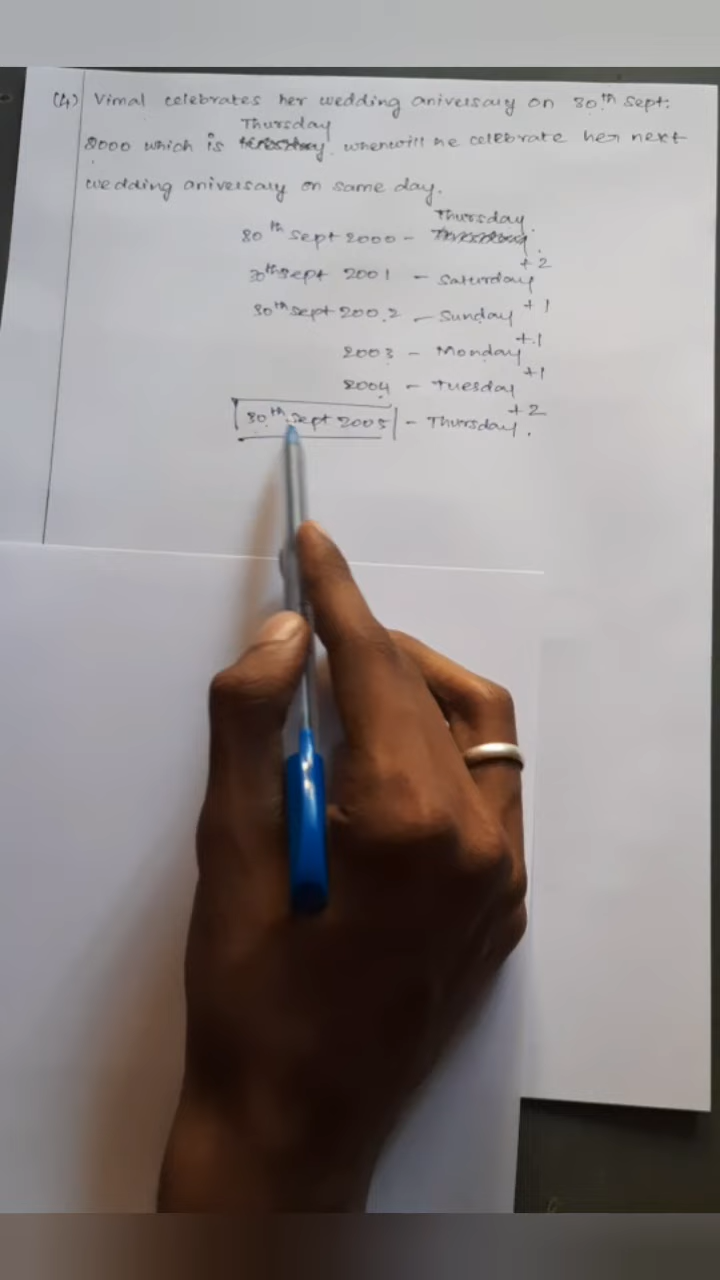 (4) Vimal celebrates her wedding aniversary on 30th Sept:
Thursday
2000 which is when will he celebrate her next
wedding aniversary on same day.
30th Sept 2000 - Thursday.
30th Sept 2001 - Saturday +2
30th Sept 2002 - Sunday +1
2003 - Monday +1
2004 - Tuesday +1
30th Sept 2005 - Thursday +2.